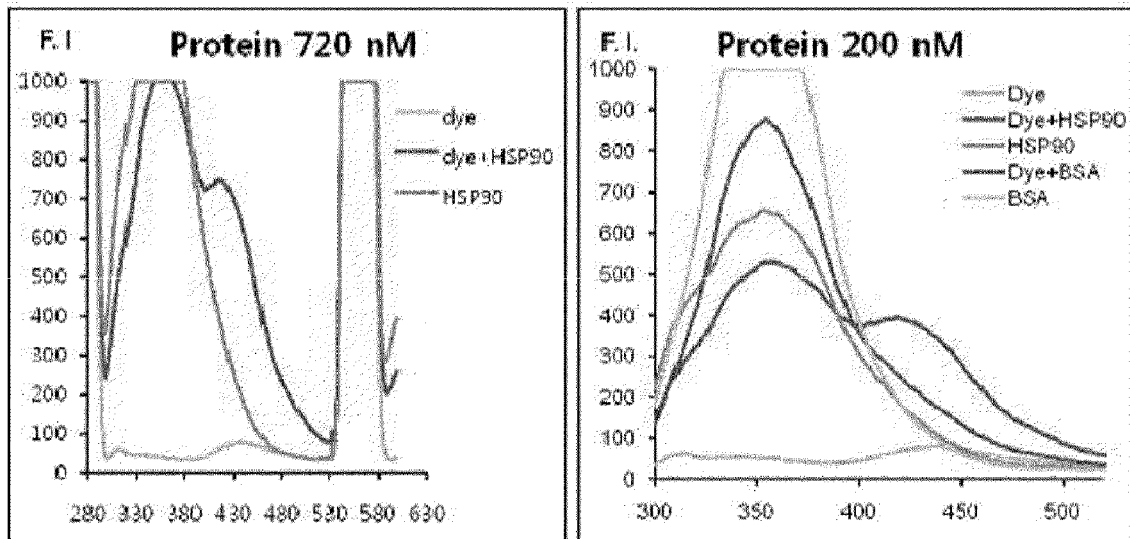 F. I
Protein 720 nM
1000
900
800
700
600
500
400
300
200
100
0
280 330 380 430 480 530 580 630
dye
dye+HSP90
HSP90
F. I.
Protein 200 nM
1000
900
800
700
600
500
400
300
200
100
0
300 350 400 450 500
Dye
Dye+HSP90
HSP90
Dye+BSA
BSA